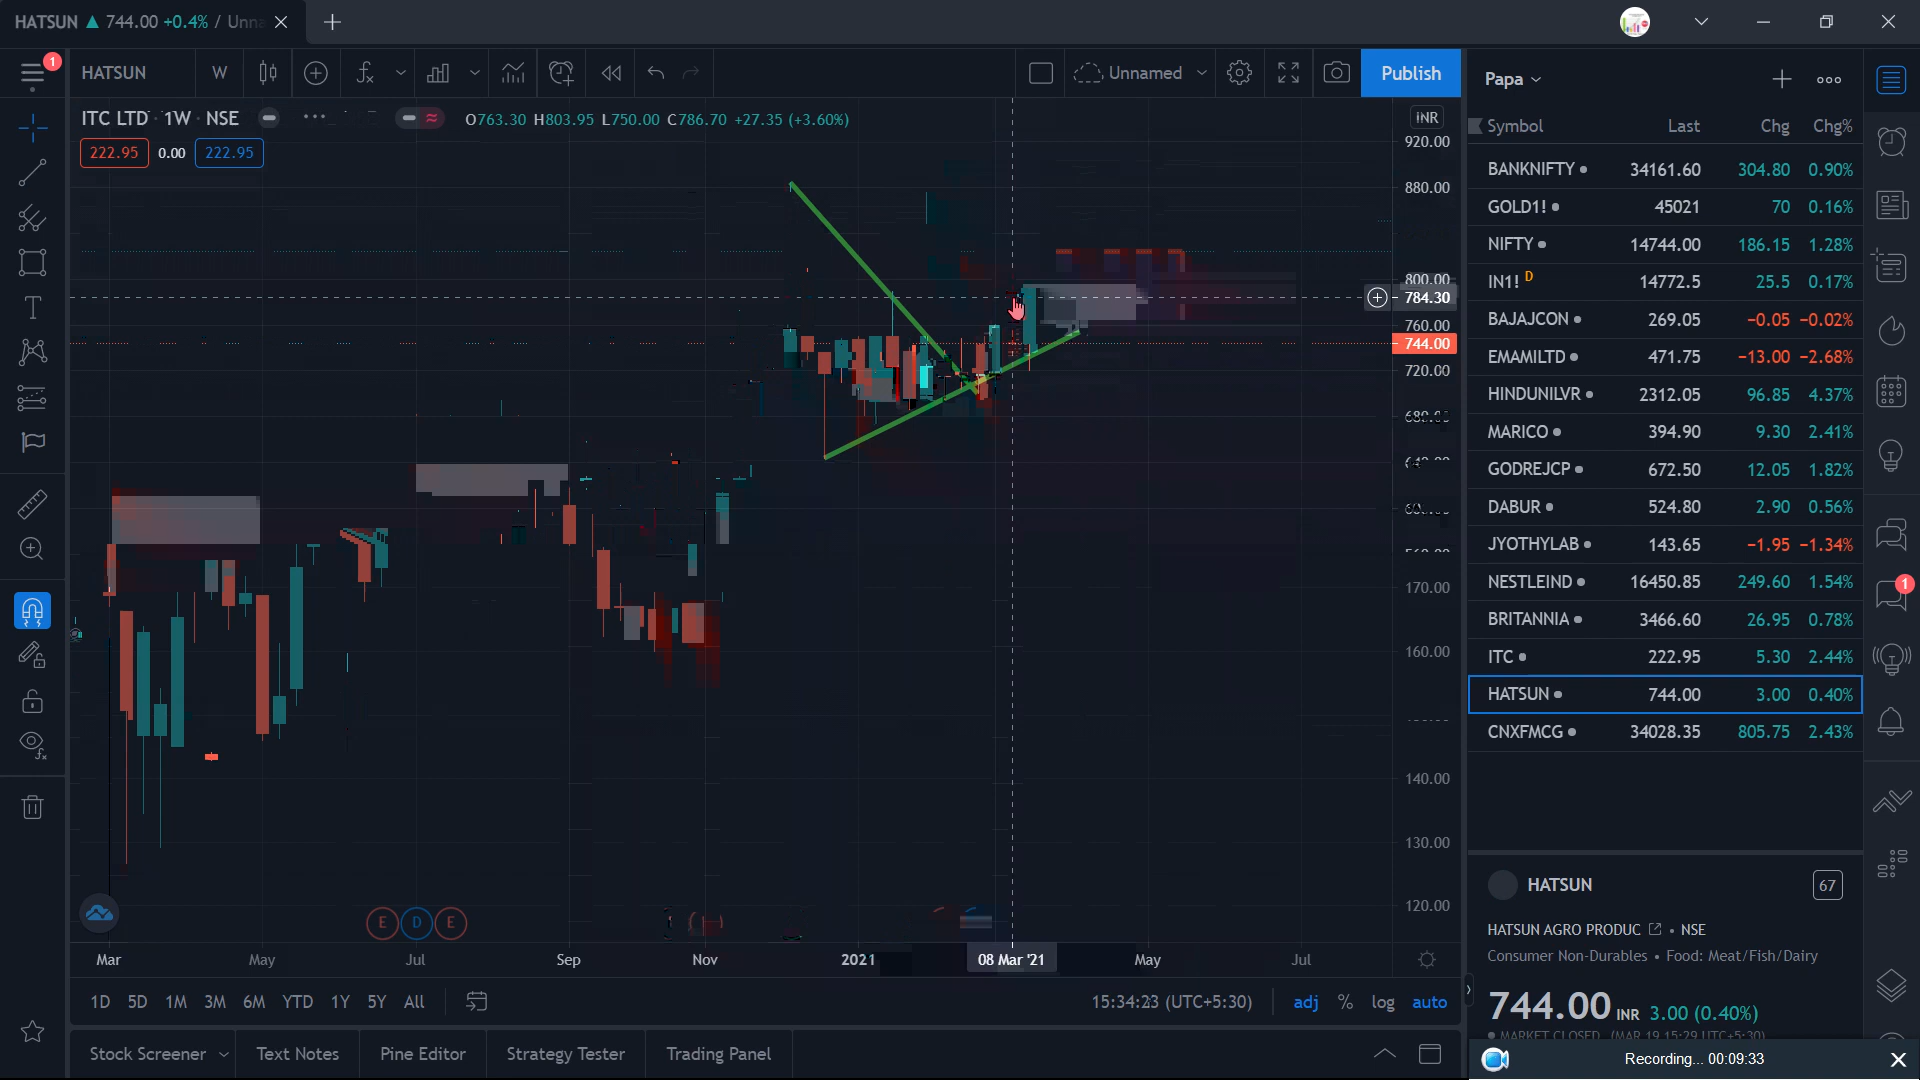 HATSUN ▲ 744.00 +0.4% / Unna
1
HATSUN W
Unnamed
Publish
ITC LTD 1W NSE
O763.30 H803.95 L750.00 C786.70 +27.35 (+3.60%)
222.95 0.00 222.95
INR
920.00
880.00
800.00
784.30
760.00
744.00
720.00
170.00
160.00
140.00
130.00
120.00
E D E
Mar May Jul Sep Nov 2021 08 Mar '21 May Jul
1D 5D 1M 3M 6M YTD 1Y 5Y All
15:34:23 (UTC+5:30) adj % log auto
Stock Screener Text Notes Pine Editor Strategy Tester Trading Panel
Papa
Symbol Last Chg Chg%
BANKNIFTY 34161.60 304.80 0.90%
GOLD1! 45021 70 0.16%
NIFTY 14744.00 186.15 1.28%
IN1! D 14772.5 25.5 0.17%
BAJAJCON 269.05 −0.05 −0.02%
EMAMILTD 471.75 −13.00 −2.68%
HINDUNILVR 2312.05 96.85 4.37%
MARICO 394.90 9.30 2.41%
GODREJCP 672.50 12.05 1.82%
DABUR 524.80 2.90 0.56%
JYOTHYLAB 143.65 −1.95 −1.34%
NESTLEIND 16450.85 249.60 1.54%
BRITANNIA 3466.60 26.95 0.78%
ITC 222.95 5.30 2.44%
HATSUN 744.00 3.00 0.40%
CNXFMCG 34028.35 805.75 2.43%
1
HATSUN
67
HATSUN AGRO PRODUC • NSE
Consumer Non-Durables • Food: Meat/Fish/Dairy
744.00 INR 3.00 (0.40%)
MARKET CLOSED (MAR 19 15:29 UTC+5:30)
Recording... 00:09:33